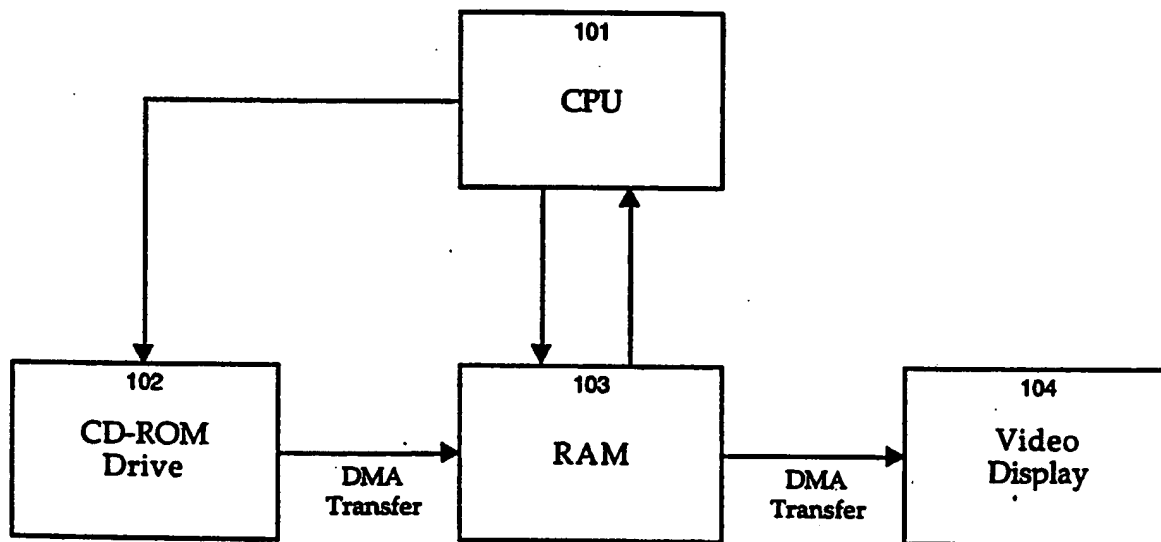 101
CPU
102
CD-ROM
Drive
DMA
Transfer
103
RAM
DMA
Transfer
104
Video
Display